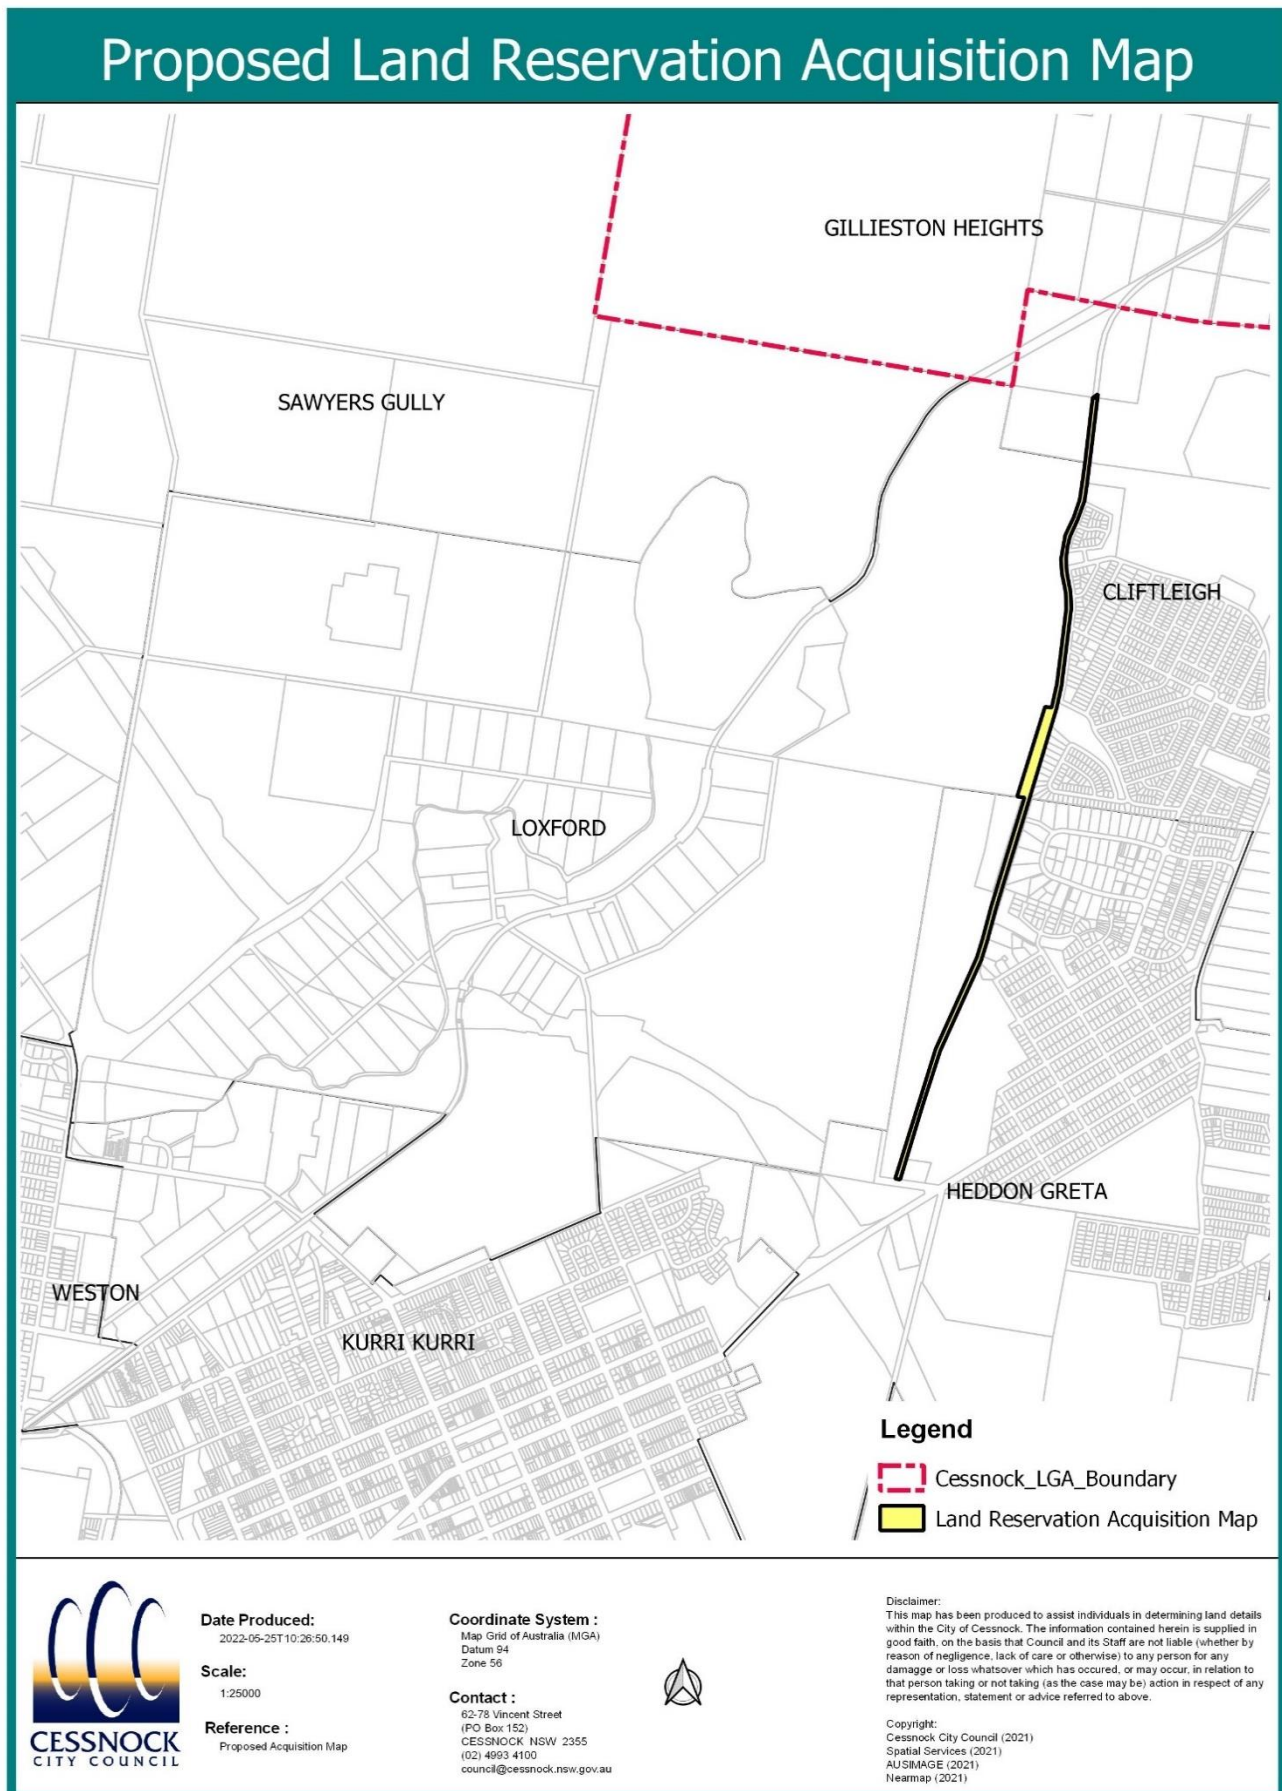 Proposed Land Reservation Acquisition Map
GILLIESTON HEIGHTS
SAWYERS GULLY
CLIFTLEIGH
LOXFORD
HEDDON GRETA
WESTON
KURRI KURRI
Legend
Cessnock_LGA_Boundary
Land Reservation Acquisition Map
CESSNOCK
CITY COUNCIL
Date Produced:
2022-05-25T10:26:50.149
Scale:
1:25000
Reference :
Proposed Acquisition Map
Coordinate System :
Map Grid of Australia (MGA)
Datum 94
Zone 56
Contact :
62-78 Vincent Street
(PO Box 152)
CESSNOCK NSW 2355
(02) 4993 4100
council@cessnock.nsw.gov.au
Disclaimer:
This map has been produced to assist individuals in determining land details
within the City of Cessnock. The information contained herein is supplied in
good faith, on the basis that Council and its Staff are not liable (whether by
reason of negligence, lack of care or otherwise) to any person for any
damagge or loss whatsover which has occured, or may occur, in relation to
that person taking or not taking (as the case may be) action in respect of any
representation, statement or advice referred to above.
Copyright:
Cessnock City Council (2021)
Spatial Services (2021)
AUSIMAGE (2021)
Nearmap (2021)